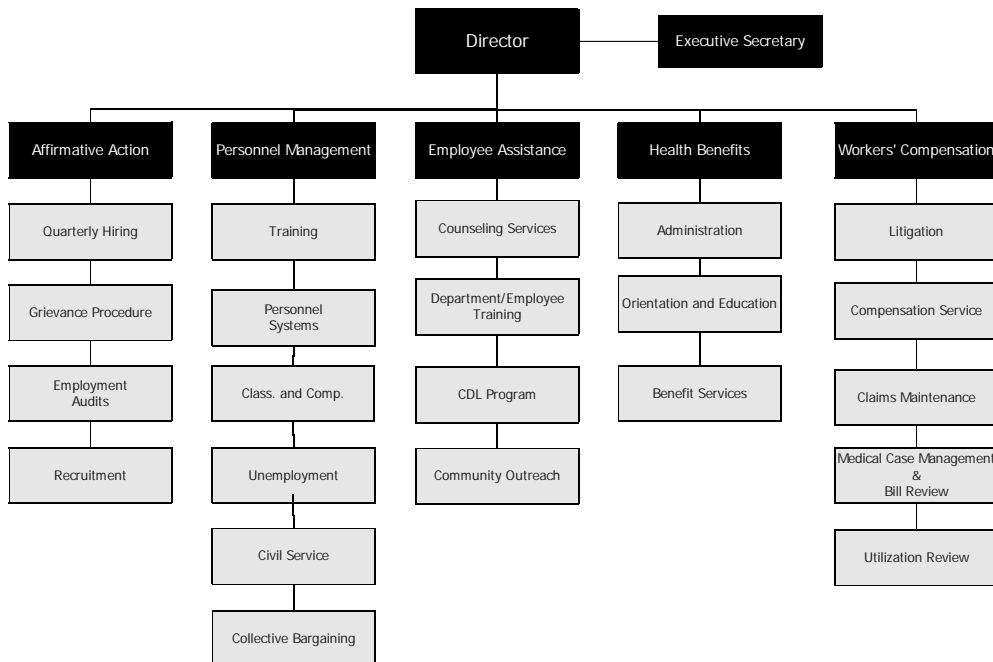 Director
Executive Secretary
Affirmative Action
Personnel Management
Employee Assistance
Health Benefits
Workers' Compensation
Quarterly Hiring
Grievance Procedure
Employment
Audits
Recruitment
Training
Personnel
Systems
Class. and Comp.
Unemployment
Civil Service
Collective Bargaining
Counseling Services
Department/Employee
Training
CDL Program
Community Outreach
Administration
Orientation and Education
Benefit Services
Litigation
Compensation Service
Claims Maintenance
Medical Case Management
&
Bill Review
Utilization Review